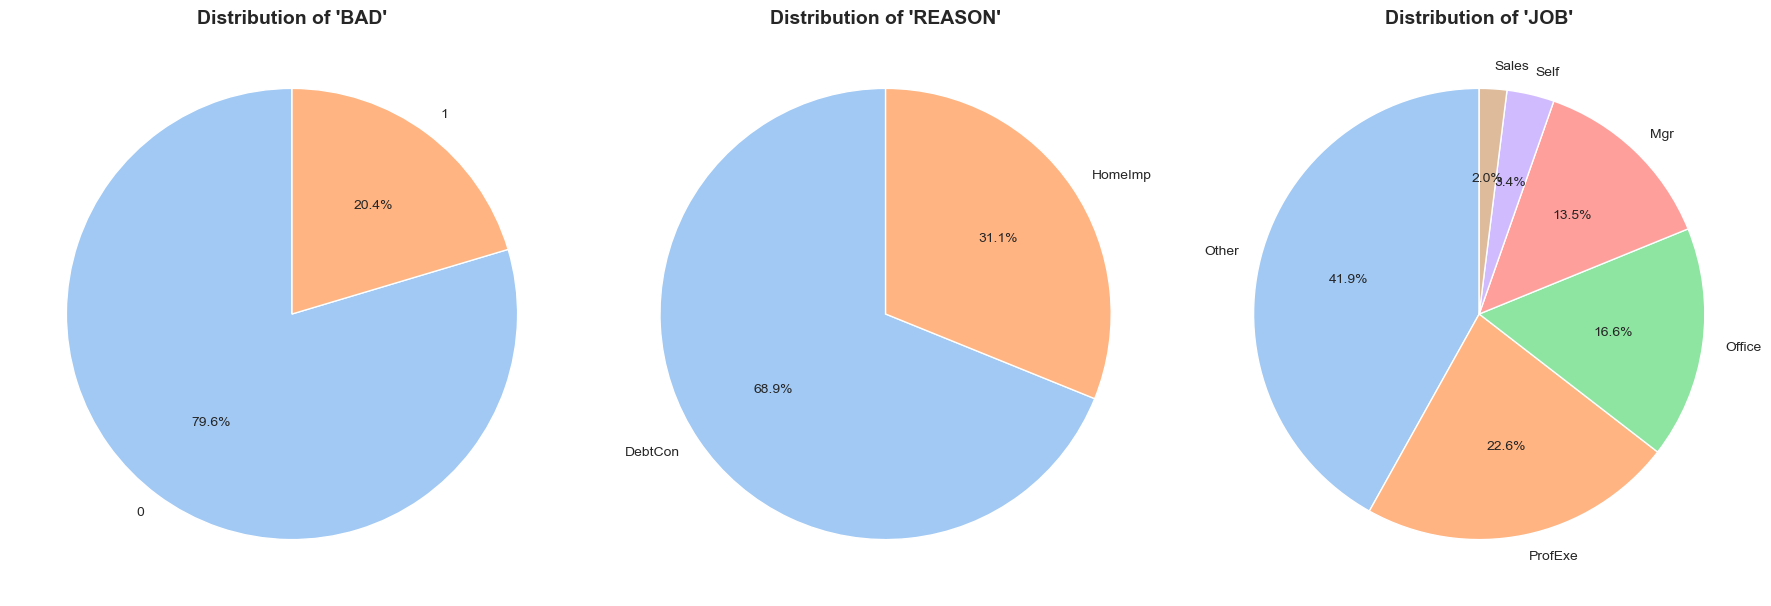 Distribution of 'BAD'
1
20.4%
79.6%
0
Distribution of 'REASON'
HomeImp
31.1%
68.9%
DebtCon
Distribution of 'JOB'
Sales
Self
Mgr
2.0%
3.4%
13.5%
Other
41.9%
16.6%
Office
22.6%
ProfExe